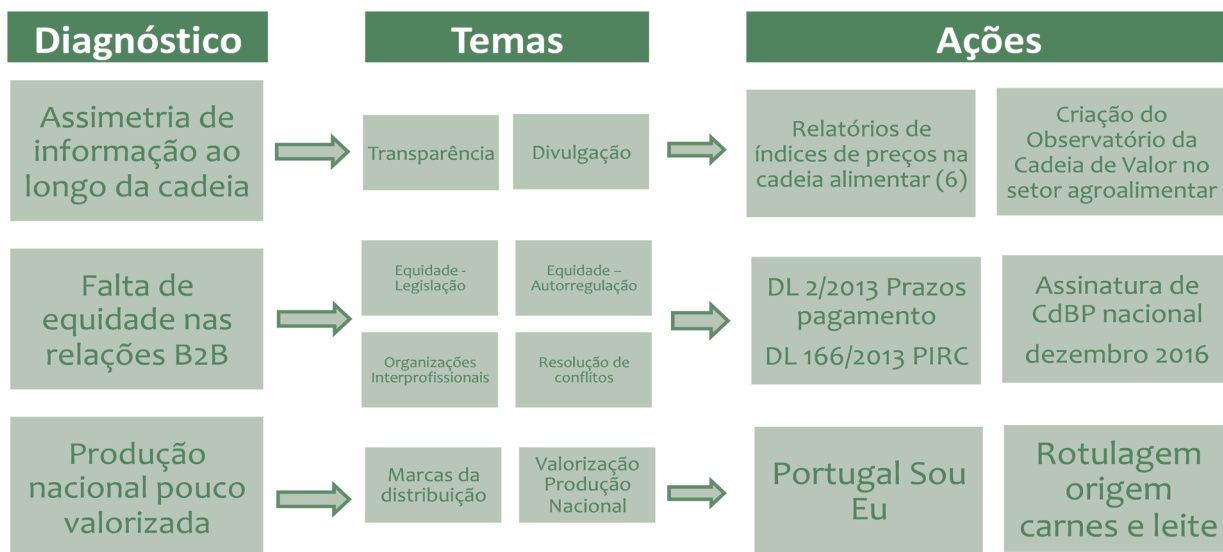 Diagnóstico
Temas
Ações
Assimetria de
informação ao
longo da cadeia
Transparência
Divulgação
Relatórios de
índices de preços na
cadeia alimentar (6)
Criação do
Observatório da
Cadeia de Valor no
setor agroalimentar
Falta de
equidade nas
relações B2B
Equidade -
Legislação
Equidade –
Autorregulação
Organizações
Interprofissionais
Resolução de
conflitos
DL 2/2013 Prazos
pagamento
DL 166/2013 PIRC
Assinatura de
CdBP nacional
dezembro 2016
Produção
nacional pouco
valorizada
Marcas da
distribuição
Valorização
Produção
Nacional
Portugal Sou
Eu
Rotulagem
origem
carnes e leite